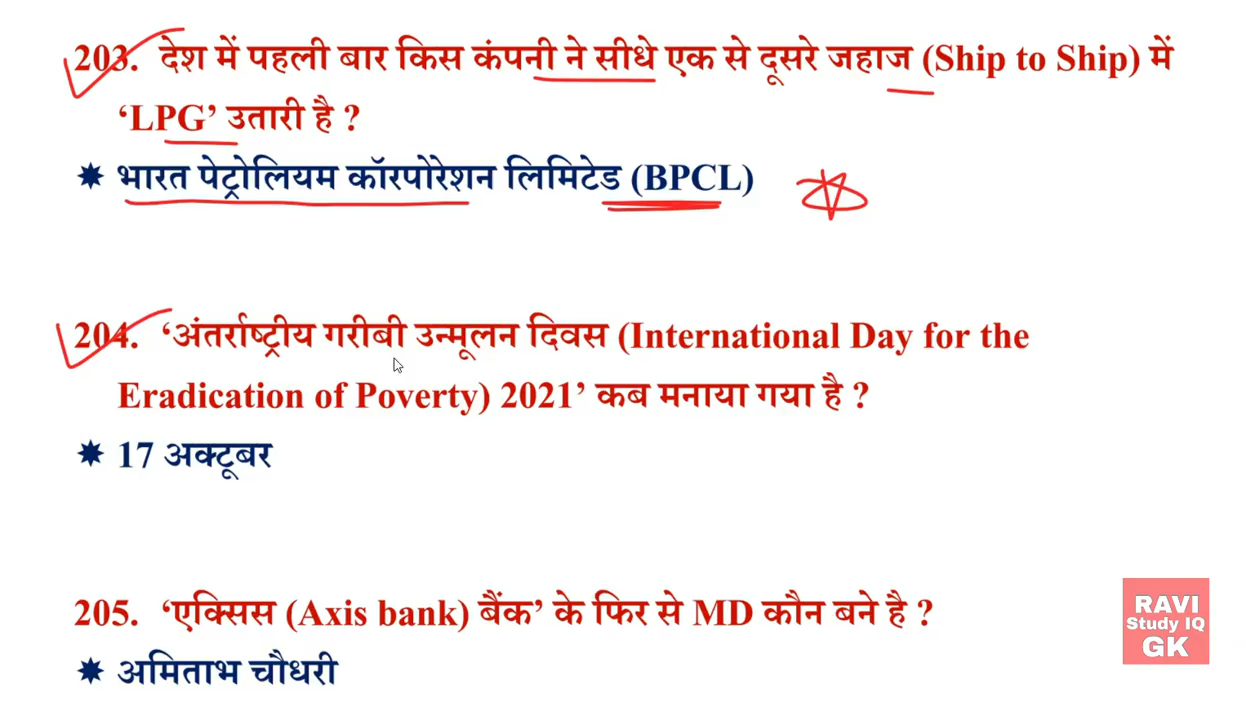 203. देश में पहली बार किस कंपनी ने सीधे एक से दूसरे जहाज (Ship to Ship) में
‘LPG’ उतारी है ?
✷ भारत पेट्रोलियम कॉरपोरेशन लिमिटेड (BPCL)
204. ‘अंतर्राष्ट्रीय गरीबी उन्मूलन दिवस (International Day for the
Eradication of Poverty) 2021’ कब मनाया गया है ?
✷ 17 अक्टूबर
205. ‘एक्सिस (Axis bank) बैंक’ के फिर से MD कौन बने है ?
✷ अमिताभ चौधरी
RAVI
Study IQ
GK